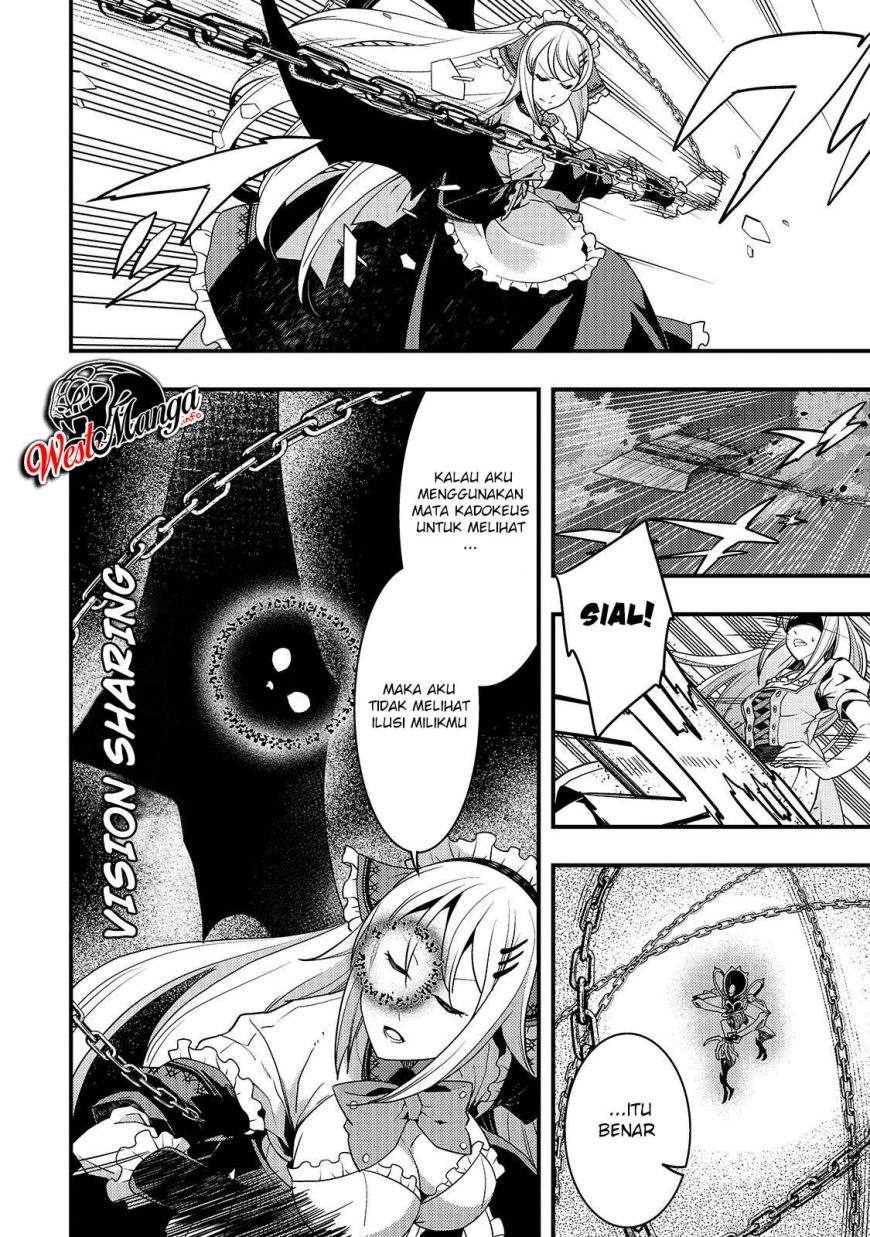 WestManga
.info
SIAL!
...ITU
BENAR
KALAU AKU
MENGGUNAKAN
MATA KADOKEUS
UNTUK MELIHAT
...
MAKA AKU
TIDAK MELIHAT
ILUSI MILIKMU
VISION SHARING